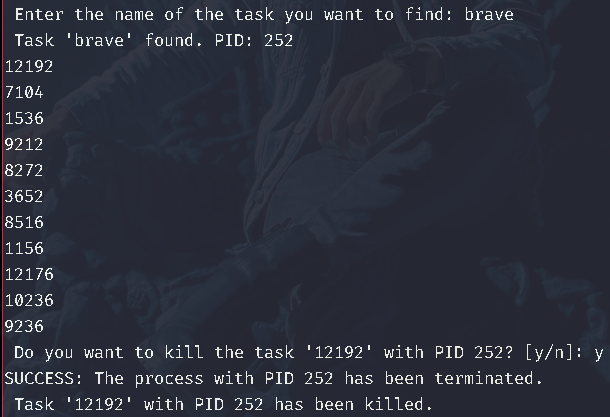 Enter the name of the task you want to find: brave
Task 'brave' found. PID: 252
12192
7104
1536
9212
8272
3652
8516
1156
12176
10236
9236
Do you want to kill the task '12192' with PID 252? [y/n]: y
SUCCESS: The process with PID 252 has been terminated.
Task '12192' with PID 252 has been killed.